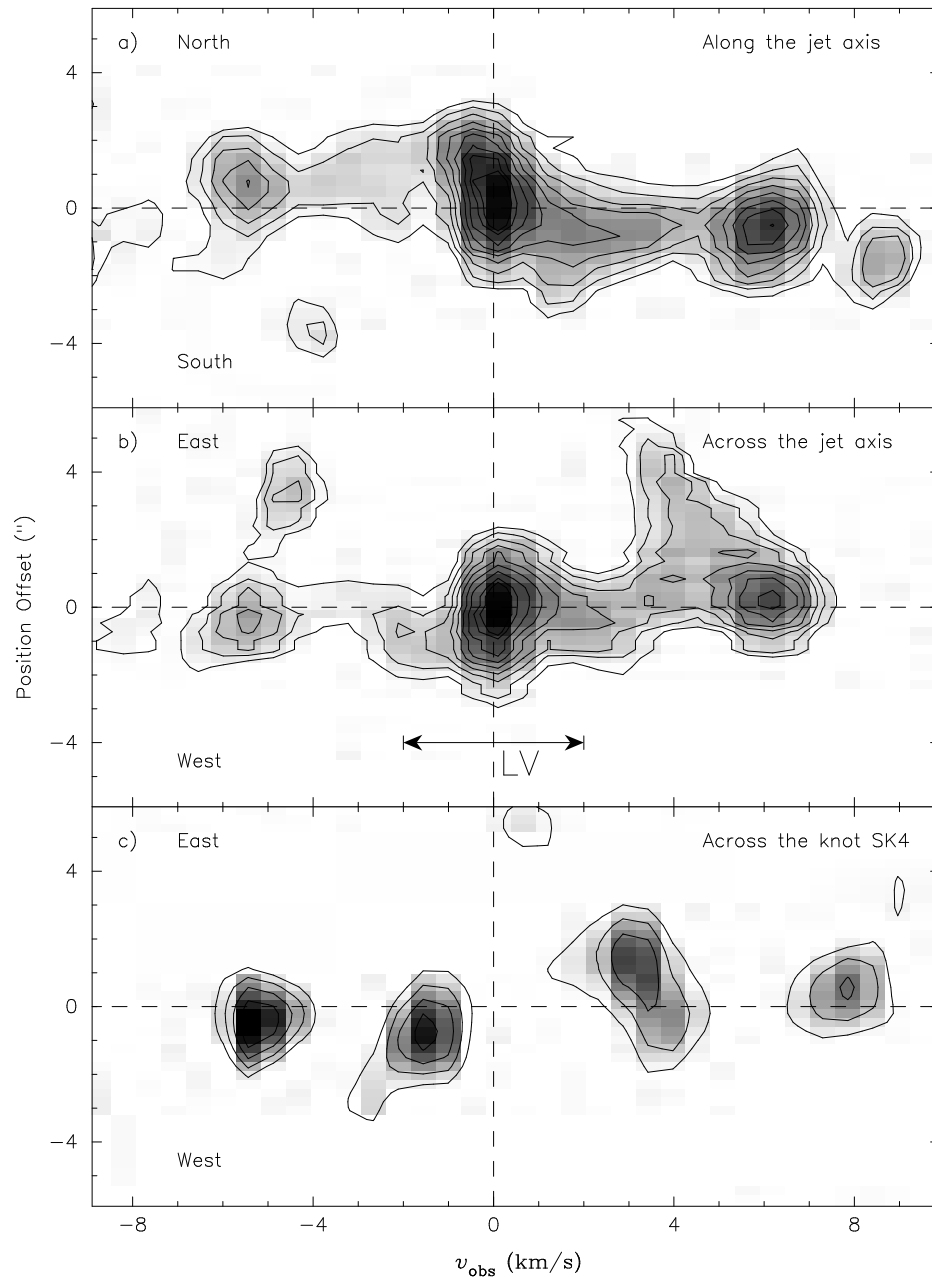 a) North Along the jet axis
4
0
−4
South
b) East Across the jet axis
4
0
−4
LV
West
Position Offset (")
c) East Across the knot SK4
4
0
−4
West
−8 −4 0 4 8
v_obs (km/s)